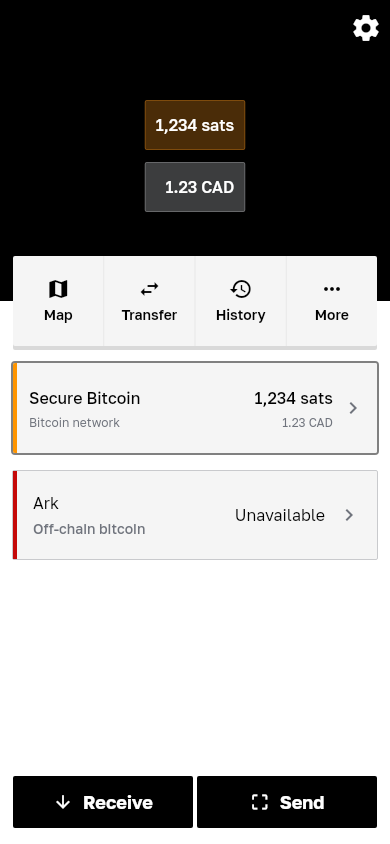 1,234 sats
1.23 CAD
Map
Transfer
History
More
Secure Bitcoin
1,234 sats
Bitcoin network
1.23 CAD
Ark
Unavailable
Off-chain bitcoin
Receive
Send